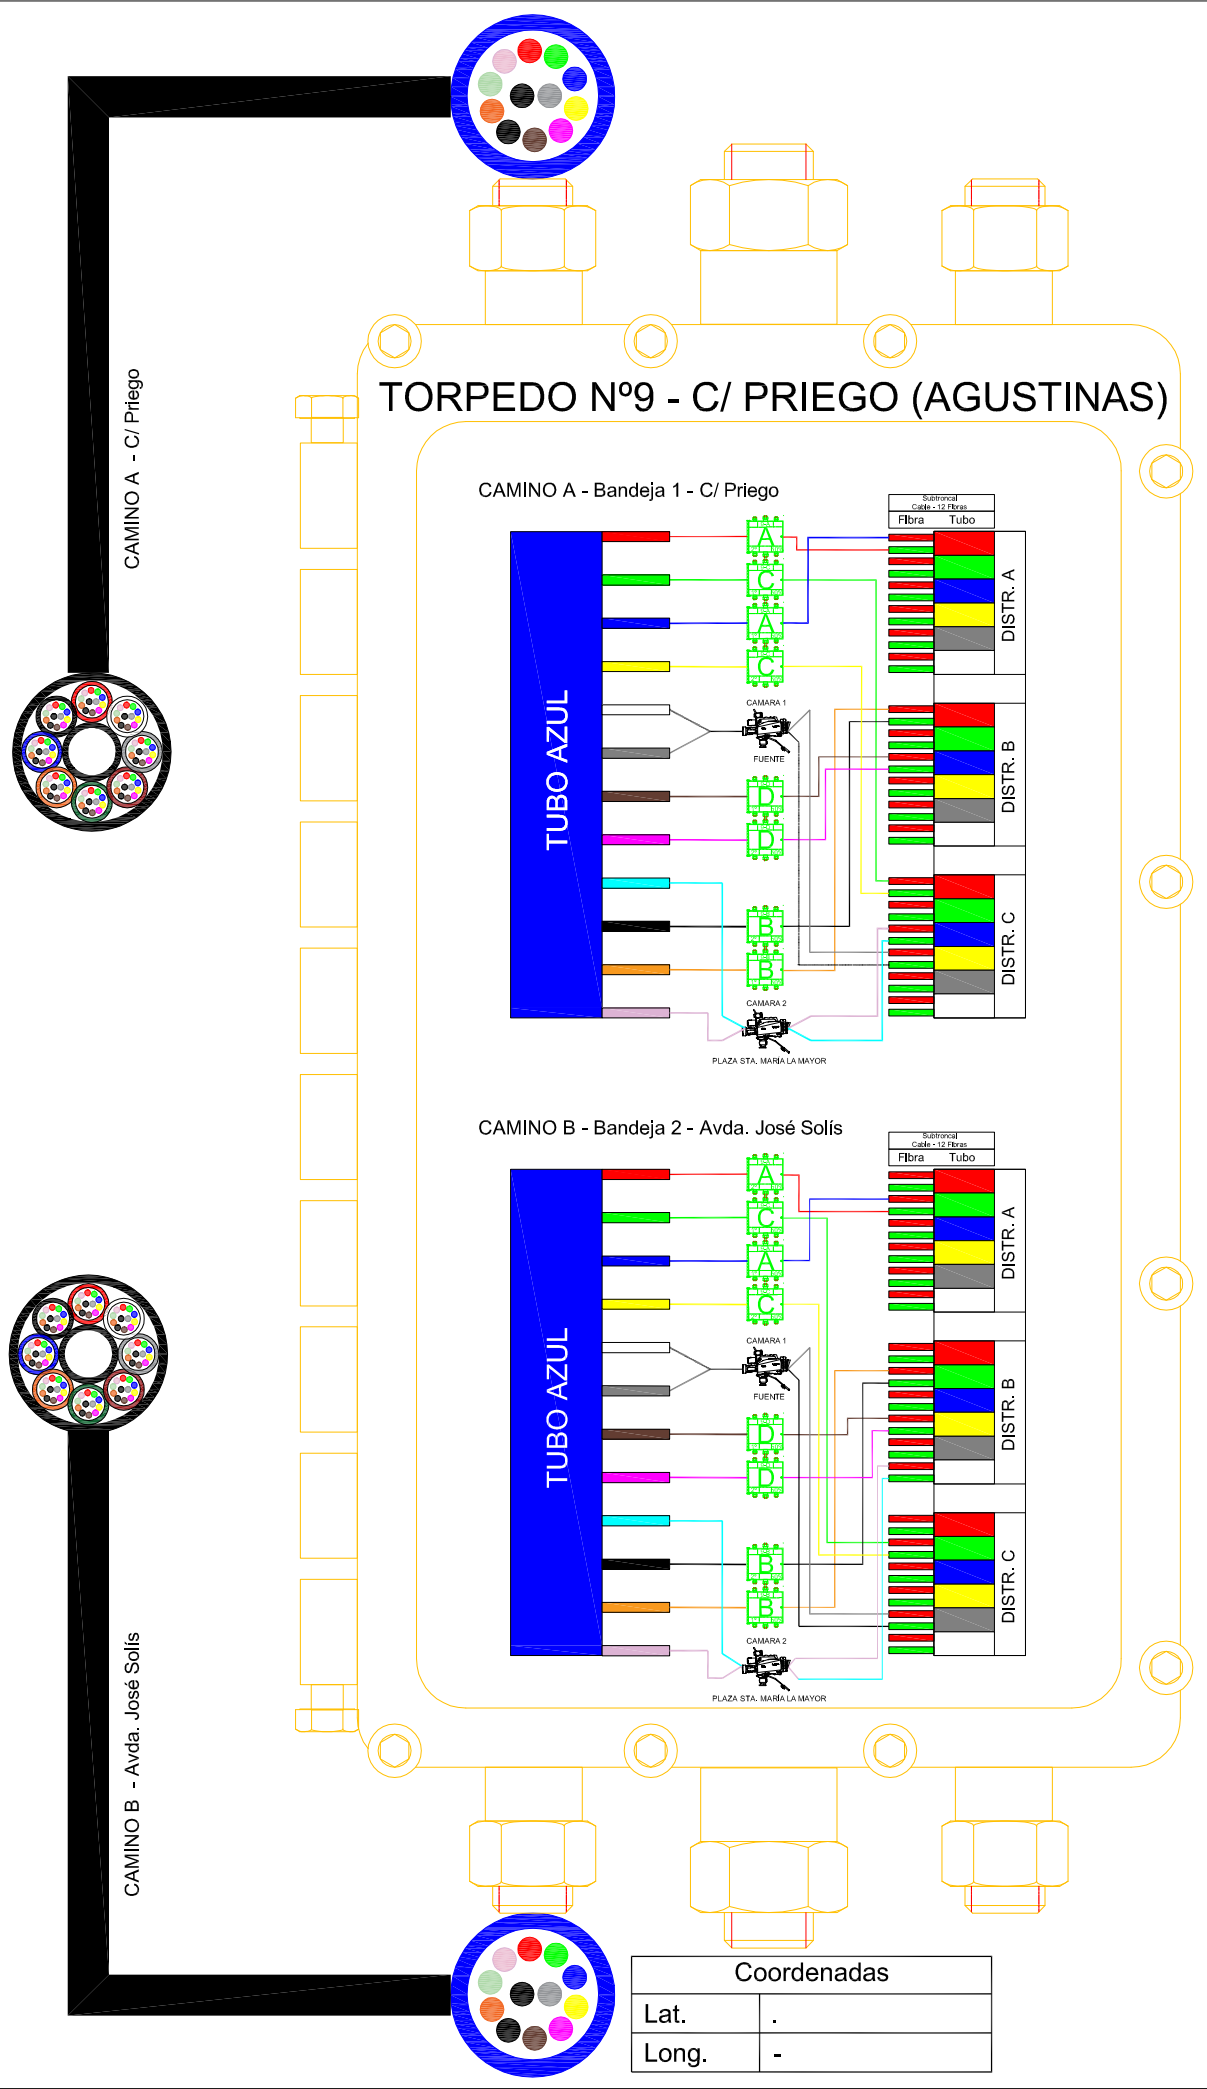 CAMINO A - C/ Priego
TORPEDO Nº9 - C/ PRIEGO (AGUSTINAS)
CAMINO A - Bandeja 1 - C/ Priego
Subtroncal
Cable - 12 Fibras
Fibra Tubo
TUBO AZUL
A
C
A
C
CAMARA 1
FUENTE
D
D
B
B
CAMARA 2
PLAZA STA. MARÍA LA MAYOR
DISTR. A
DISTR. B
DISTR. C
CAMINO B - Bandeja 2 - Avda. José Solís
Subtroncal
Cable - 12 Fibras
Fibra Tubo
TUBO AZUL
A
C
A
C
CAMARA 1
FUENTE
D
D
B
B
CAMARA 2
PLAZA STA. MARÍA LA MAYOR
DISTR. A
DISTR. B
DISTR. C
CAMINO B - Avda. José Solís
Coordenadas
Lat. .
Long. -